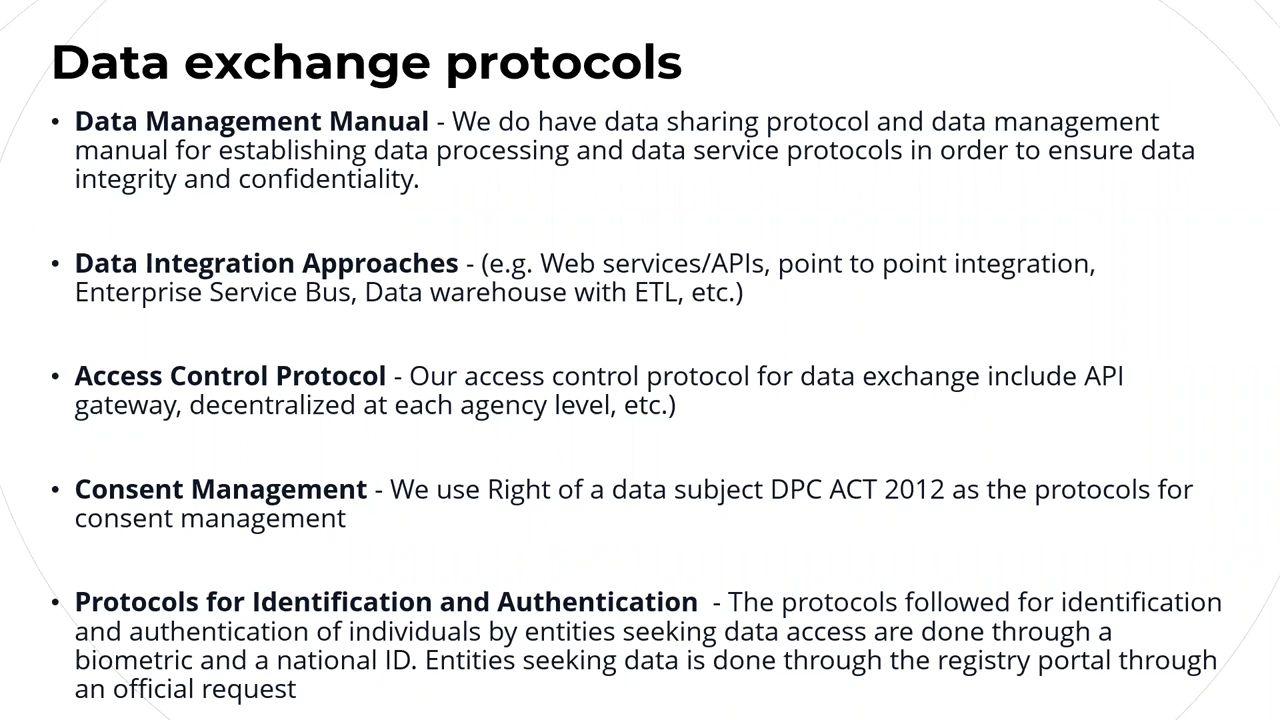 Data exchange protocols
• Data Management Manual - We do have data sharing protocol and data management
manual for establishing data processing and data service protocols in order to ensure data
integrity and confidentiality.
• Data Integration Approaches - (e.g. Web services/APIs, point to point integration,
Enterprise Service Bus, Data warehouse with ETL, etc.)
• Access Control Protocol - Our access control protocol for data exchange include API
gateway, decentralized at each agency level, etc.)
• Consent Management - We use Right of a data subject DPC ACT 2012 as the protocols for
consent management
• Protocols for Identification and Authentication - The protocols followed for identification
and authentication of individuals by entities seeking data access are done through a
biometric and a national ID. Entities seeking data is done through the registry portal through
an official request